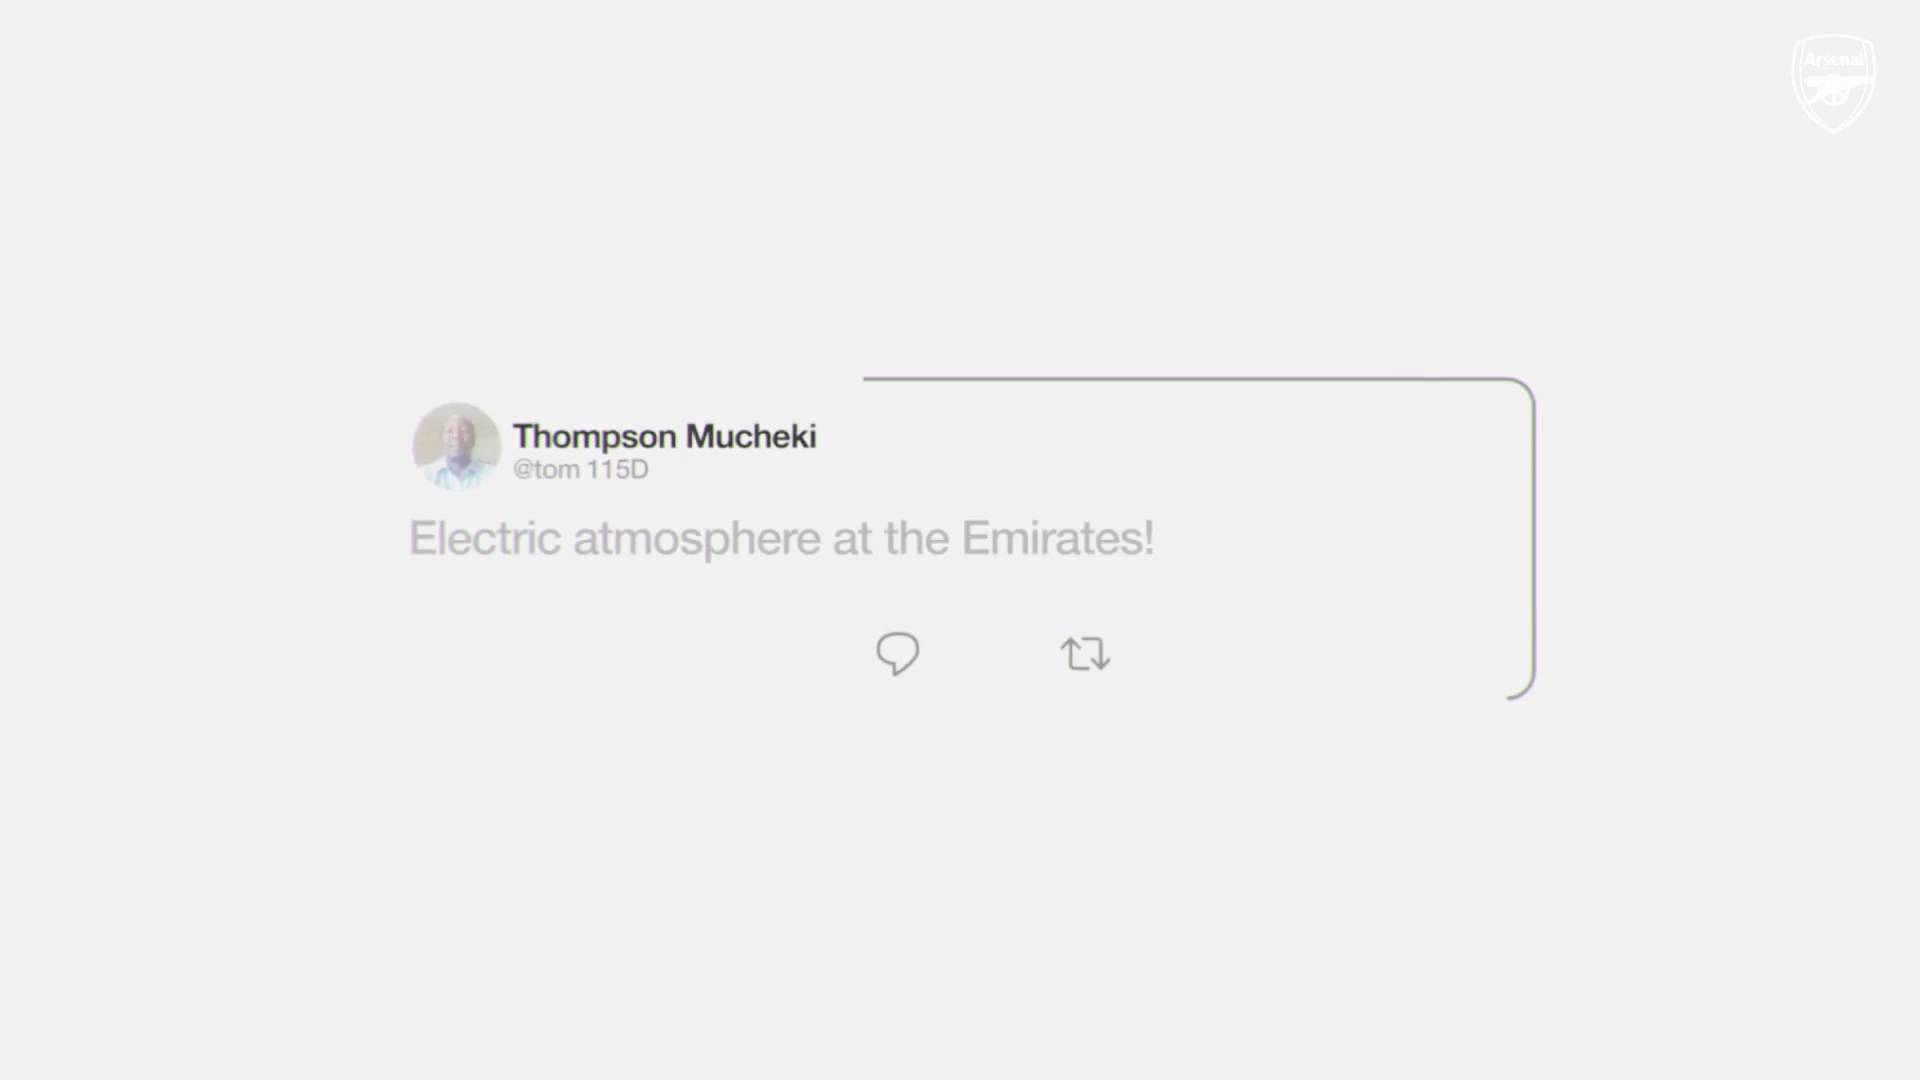 Arsenal
Thompson Mucheki
@tom 115D
Electric atmosphere at the Emirates!